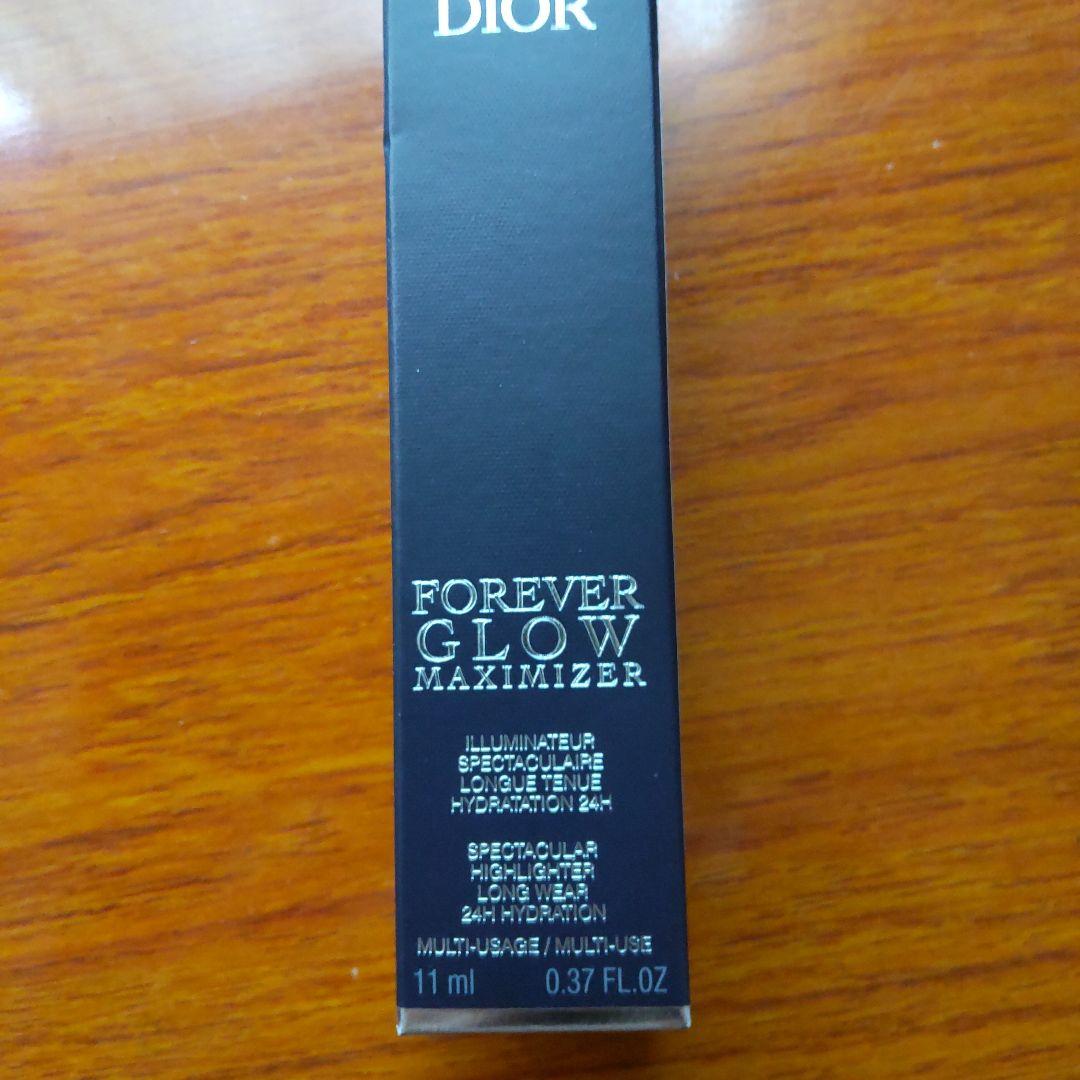 DIOR
FOREVER
GLOW
MAXIMIZER
ILLUMINATEUR
SPECTACULAIRE
LONGUE TENUE
HYDRATATION 24H
SPECTACULAR
HIGHLIGHTER
LONG WEAR
24H HYDRATION
MULTI-USAGE / MULTI-USE
11 ml 0.37 FL.OZ